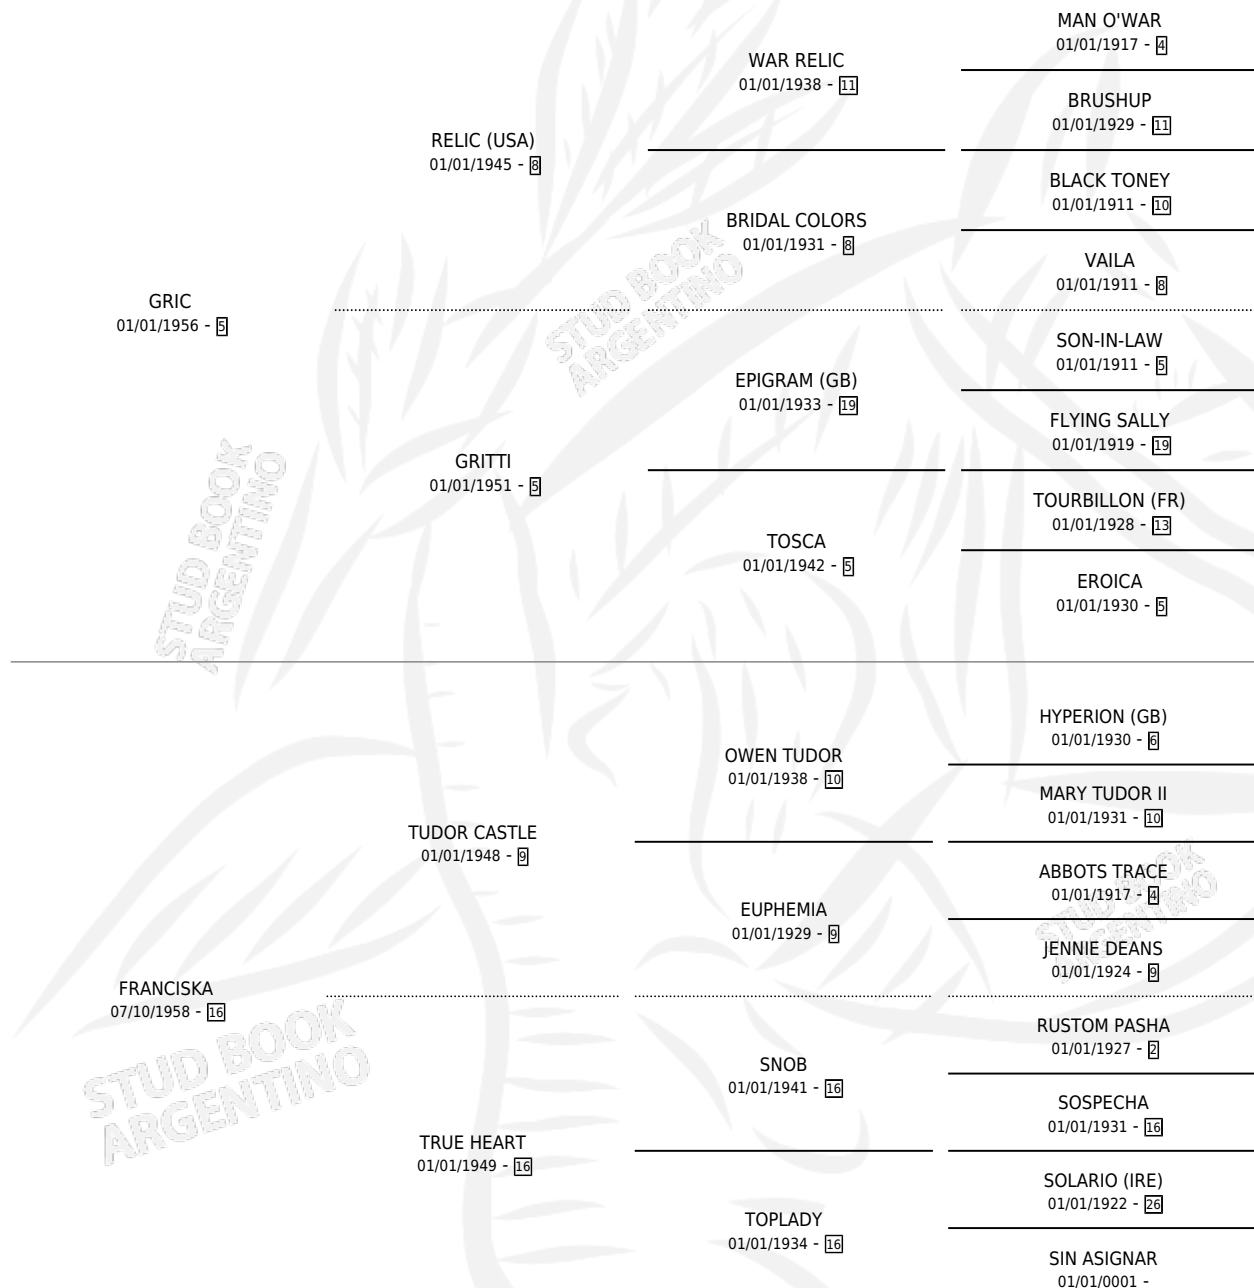 MAN O'WAR
01/01/1917 - 4
WAR RELIC
01/01/1938 - 11
BRUSHUP
01/01/1929 - 11
RELIC (USA)
01/01/1945 - 8
BLACK TONEY
01/01/1911 - 10
BRIDAL COLORS
01/01/1931 - 8
VAILA
01/01/1911 - 8
GRIC
01/01/1956 - 5
SON-IN-LAW
01/01/1911 - 5
EPIGRAM (GB)
01/01/1933 - 19
FLYING SALLY
01/01/1919 - 19
GRITTI
01/01/1951 - 5
TOURBILLON (FR)
01/01/1928 - 13
TOSCA
01/01/1942 - 5
EROICA
01/01/1930 - 5
STUD BOOK
ARGENTINO
STUD BOOK
ARGENTINO
HYPERION (GB)
01/01/1930 - 6
OWEN TUDOR
01/01/1938 - 10
MARY TUDOR II
01/01/1931 - 10
TUDOR CASTLE
01/01/1948 - 9
ABBOTS TRACE
01/01/1917 - 4
EUPHEMIA
01/01/1929 - 9
JENNIE DEANS
01/01/1924 - 9
STUD BOOK
ARGENTINO
FRANCISKA
07/10/1958 - 16
RUSTOM PASHA
01/01/1927 - 2
SNOB
01/01/1941 - 16
SOSPECHA
01/01/1931 - 16
TRUE HEART
01/01/1949 - 16
SOLARIO (IRE)
01/01/1922 - 26
TOPLADY
01/01/1934 - 16
SIN ASIGNAR
01/01/0001 -
STUD BOOK
ARGENTINO